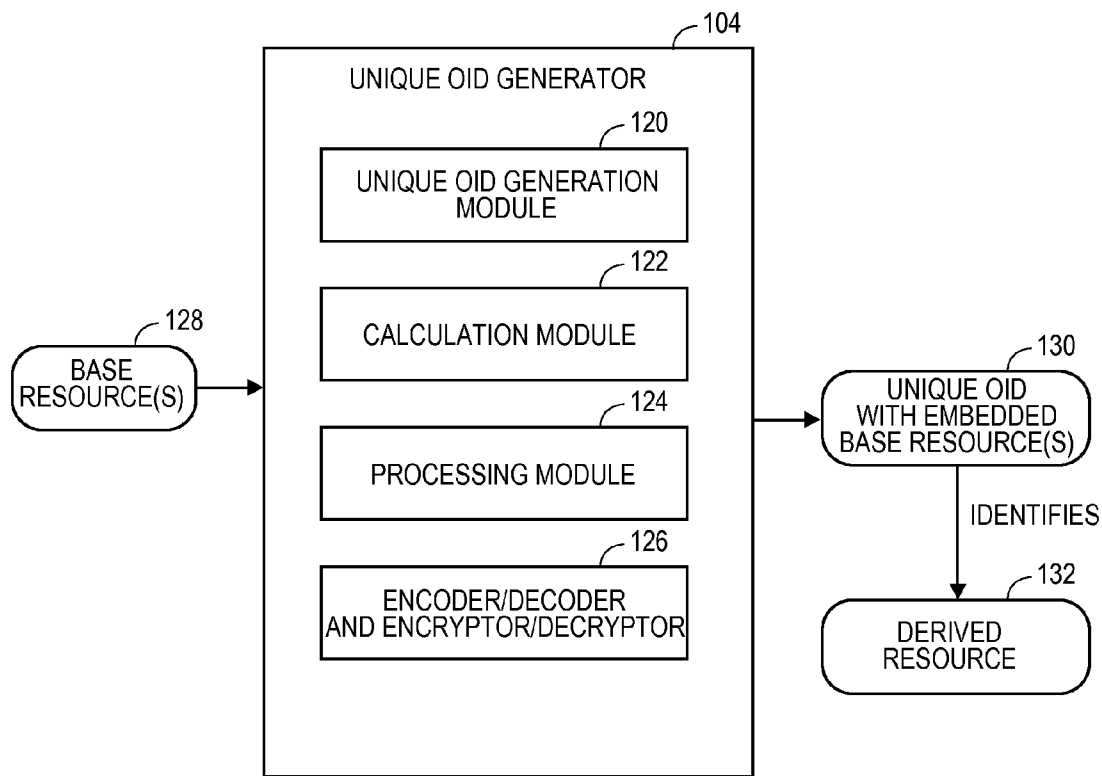 104
UNIQUE OID GENERATOR
120
UNIQUE OID GENERATION
MODULE
122
CALCULATION MODULE
128
BASE
RESOURCE(S)
124
PROCESSING MODULE
130
UNIQUE OID
WITH EMBEDDED
BASE RESOURCE(S)
IDENTIFIES
126
ENCODER/DECODER
AND ENCRYPTOR/DECRYPTOR
132
DERIVED
RESOURCE